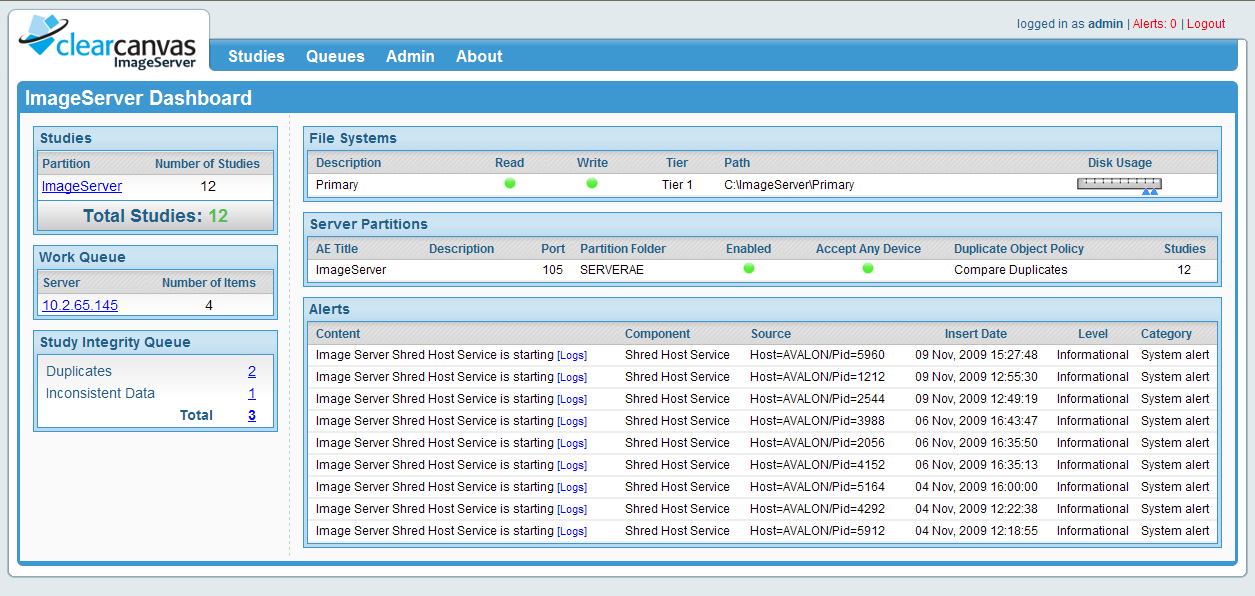 logged in as admin | Alerts: 0 | Logout
clearcanvas
ImageServer
Studies Queues Admin About
ImageServer Dashboard
Studies
Partition Number of Studies
ImageServer 12
Total Studies: 12
Work Queue
Server Number of Items
10.2.65.145 4
Study Integrity Queue
Duplicates 2
Inconsistent Data 1
Total 3
File Systems
Description Read Write Tier Path Disk Usage
Primary Tier 1 C:\ImageServer\Primary
Server Partitions
AE Title Description Port Partition Folder Enabled Accept Any Device Duplicate Object Policy Studies
ImageServer 105 SERVERAE Compare Duplicates 12
Alerts
Content Component Source Insert Date Level Category
Image Server Shred Host Service is starting [Logs] Shred Host Service Host=AVALON/Pid=5960 09 Nov, 2009 15:27:48 Informational System alert
Image Server Shred Host Service is starting [Logs] Shred Host Service Host=AVALON/Pid=1212 09 Nov, 2009 12:55:30 Informational System alert
Image Server Shred Host Service is starting [Logs] Shred Host Service Host=AVALON/Pid=2544 09 Nov, 2009 12:49:19 Informational System alert
Image Server Shred Host Service is starting [Logs] Shred Host Service Host=AVALON/Pid=3988 06 Nov, 2009 16:43:47 Informational System alert
Image Server Shred Host Service is starting [Logs] Shred Host Service Host=AVALON/Pid=2056 06 Nov, 2009 16:35:50 Informational System alert
Image Server Shred Host Service is starting [Logs] Shred Host Service Host=AVALON/Pid=4152 06 Nov, 2009 16:35:13 Informational System alert
Image Server Shred Host Service is starting [Logs] Shred Host Service Host=AVALON/Pid=5164 04 Nov, 2009 16:00:00 Informational System alert
Image Server Shred Host Service is starting [Logs] Shred Host Service Host=AVALON/Pid=4292 04 Nov, 2009 12:22:38 Informational System alert
Image Server Shred Host Service is starting [Logs] Shred Host Service Host=AVALON/Pid=5912 04 Nov, 2009 12:18:55 Informational System alert